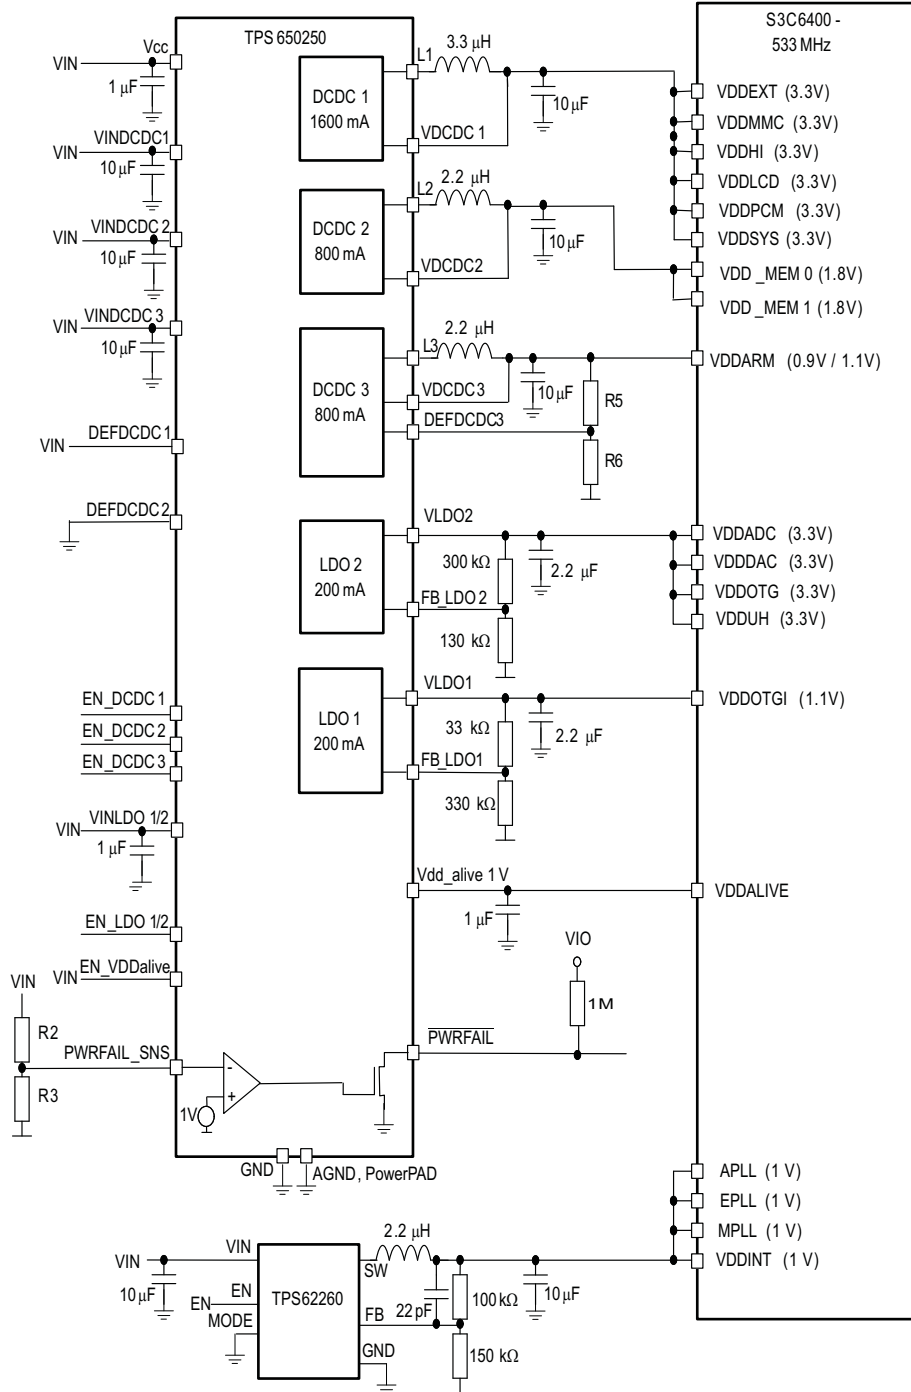 TPS 650250
S3C6400 -
533 MHz
VIN
Vcc
1 μF
VIN
VINDCDC1
10 μF
VIN
VINDCDC 2
10 μF
VIN
VINDCDC 3
10 μF
VIN
DEFDCDC 1
DEFDCDC 2
EN_DCDC 1
EN_DCDC 2
EN_DCDC 3
VIN
VINLDO 1/2
1 μF
EN_LDO 1/2
VIN
EN_VDDalive
VIN
R2
PWRFAIL_SNS
R3
DCDC 1
1600 mA
L1
3.3 μH
VDCDC 1
10 μF
DCDC 2
800 mA
L2
2.2 μH
VDCDC2
10 μF
DCDC 3
800 mA
L3
2.2 μH
VDCDC3
10 μF
DEFDCDC3
R5
R6
LDO 2
200 mA
VLDO2
300 kΩ
2.2 μF
FB_LDO 2
130 kΩ
LDO 1
200 mA
VLDO1
33 kΩ
2.2 μF
FB_LDO1
330 kΩ
Vdd_alive 1 V
1 μF
VIO
1M
PWRFAIL
-
+
1V
GND
AGND, PowerPAD
VDDEXT (3.3V)
VDDMMC (3.3V)
VDDHI (3.3V)
VDDLCD (3.3V)
VDDPCM (3.3V)
VDDSYS (3.3V)
VDD _MEM 0 (1.8V)
VDD _MEM 1 (1.8V)
VDDARM (0.9V / 1.1V)
VDDADC (3.3V)
VDDDAC (3.3V)
VDDOTG (3.3V)
VDDUH (3.3V)
VDDOTGI (1.1V)
VDDALIVE
APLL (1 V)
EPLL (1 V)
MPLL (1 V)
VDDINT (1 V)
VIN
10 μF
VIN
EN
EN
MODE
TPS62260
SW
2.2 μH
FB
22 pF
100 kΩ
10 μF
GND
150 kΩ